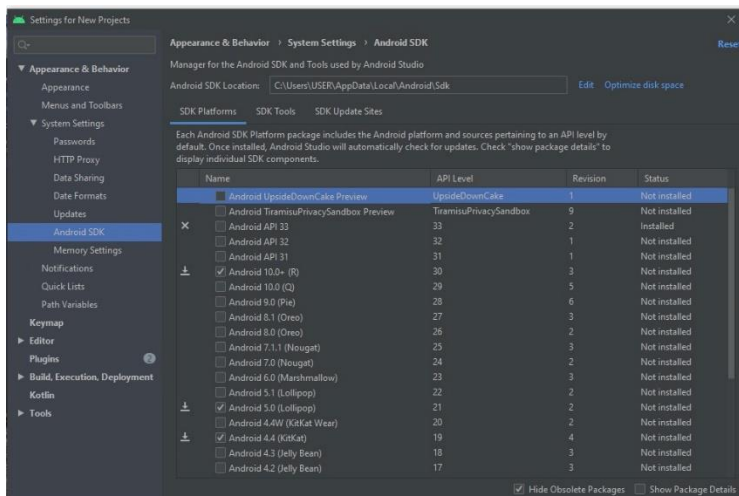 Settings for New Projects
Appearance & Behavior › System Settings › Android SDK
Reset
Manager for the Android SDK and Tools used by Android Studio
Android SDK Location: C:\Users\USER\AppData\Local\Android\Sdk Edit Optimize disk space
SDK Platforms SDK Tools SDK Update Sites
Each Android SDK Platform package includes the Android platform and sources pertaining to an API level by
default. Once installed, Android Studio will automatically check for updates. Check "show package details" to
display individual SDK components.
Appearance & Behavior
Appearance
Menus and Toolbars
System Settings
Passwords
HTTP Proxy
Data Sharing
Date Formats
Updates
Android SDK
Memory Settings
Notifications
Quick Lists
Path Variables
Keymap
Editor
Plugins 2
Build, Execution, Deployment
Kotlin
Tools
Name API Level Revision Status
Android UpsideDownCake Preview UpsideDownCake 1 Not installed
Android TiramisuPrivacySandbox Preview TiramisuPrivacySandbox 9 Not installed
Android API 33 33 2 Installed
Android API 32 32 1 Not installed
Android API 31 31 1 Not installed
Android 10.0+ (R) 30 3 Not installed
Android 10.0 (Q) 29 5 Not installed
Android 9.0 (Pie) 28 6 Not installed
Android 8.1 (Oreo) 27 3 Not installed
Android 8.0 (Oreo) 26 2 Not installed
Android 7.1.1 (Nougat) 25 3 Not installed
Android 7.0 (Nougat) 24 2 Not installed
Android 6.0 (Marshmallow) 23 3 Not installed
Android 5.1 (Lollipop) 22 2 Not installed
Android 5.0 (Lollipop) 21 2 Not installed
Android 4.4W (KitKat Wear) 20 2 Not installed
Android 4.4 (KitKat) 19 4 Not installed
Android 4.3 (Jelly Bean) 18 3 Not installed
Android 4.2 (Jelly Bean) 17 3 Not installed
Hide Obsolete Packages Show Package Details